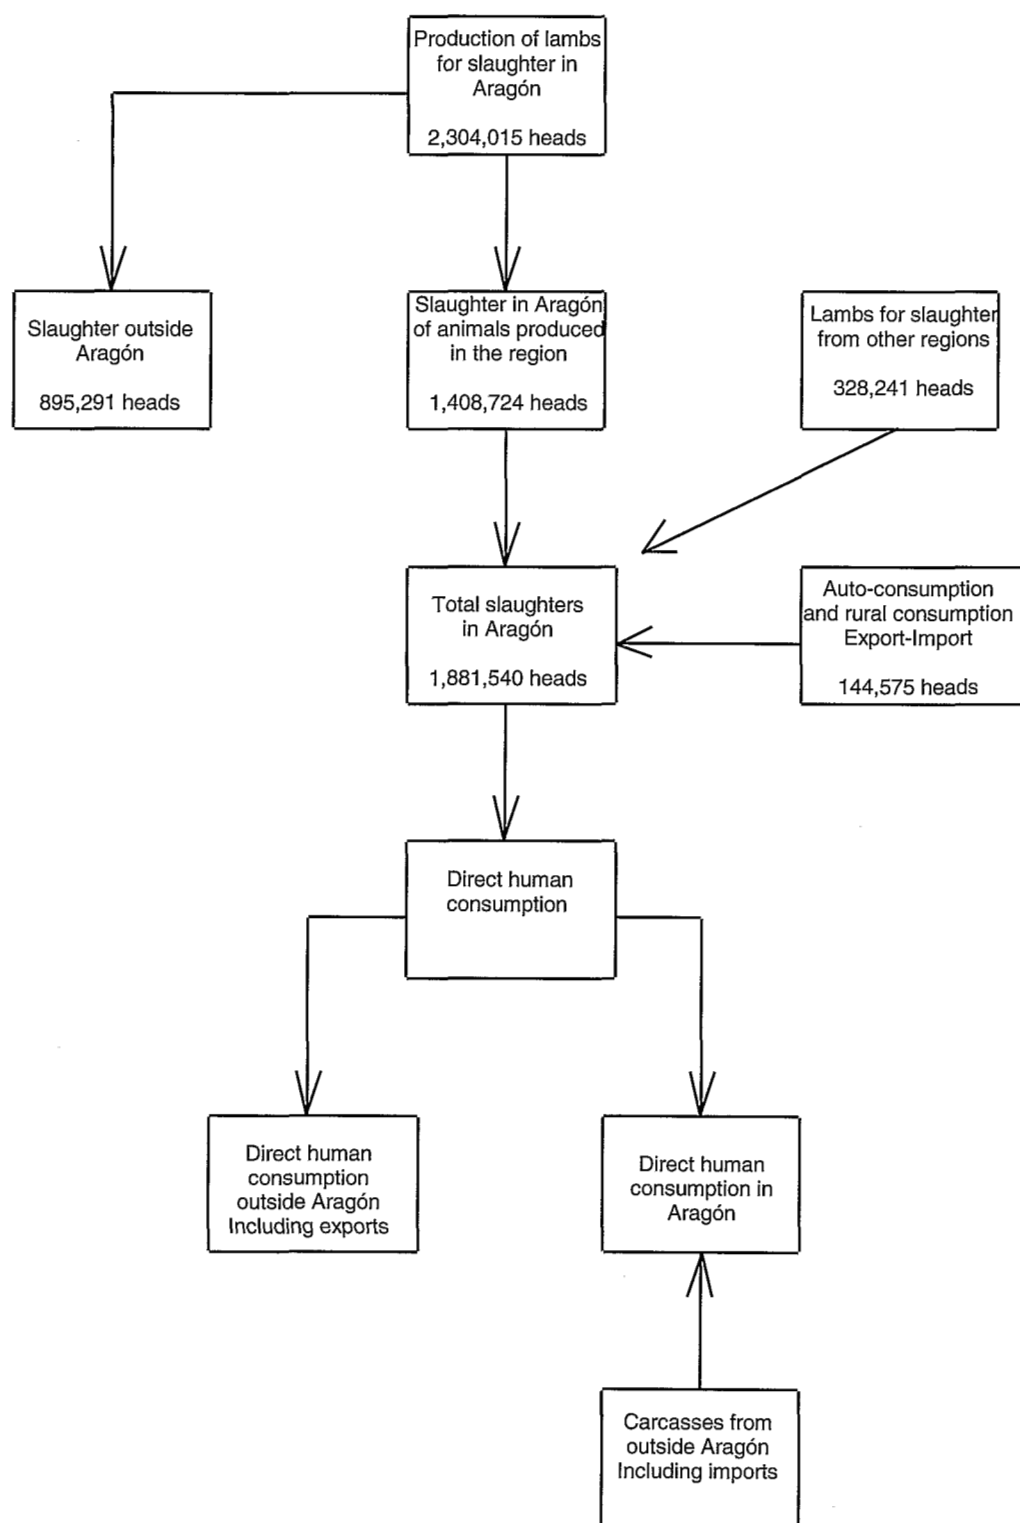 Production of lambs
for slaughter in
Aragón
2,304,015 heads
Slaughter outside
Aragón
895,291 heads
Slaughter in Aragón
of animals produced
in the region
1,408,724 heads
Lambs for slaughter
from other regions
328,241 heads
Total slaughters
in Aragón
1,881,540 heads
Auto-consumption
and rural consumption
Export-Import
144,575 heads
Direct human
consumption
Direct human
consumption
outside Aragón
Including exports
Direct human
consumption in
Aragón
Carcasses from
outside Aragón
Including imports